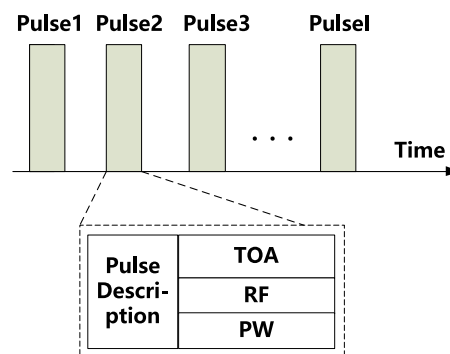 Pulse1 Pulse2 Pulse3 PulseI
. . .
Time
TOA
Pulse
Descri-
ption
RF
PW